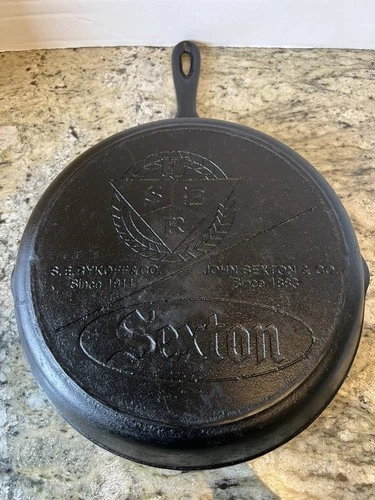 S E
R
S.E. RYKOFF & CO. JOHN SEXTON & CO.
Since 1911 Since 1883
Sexton